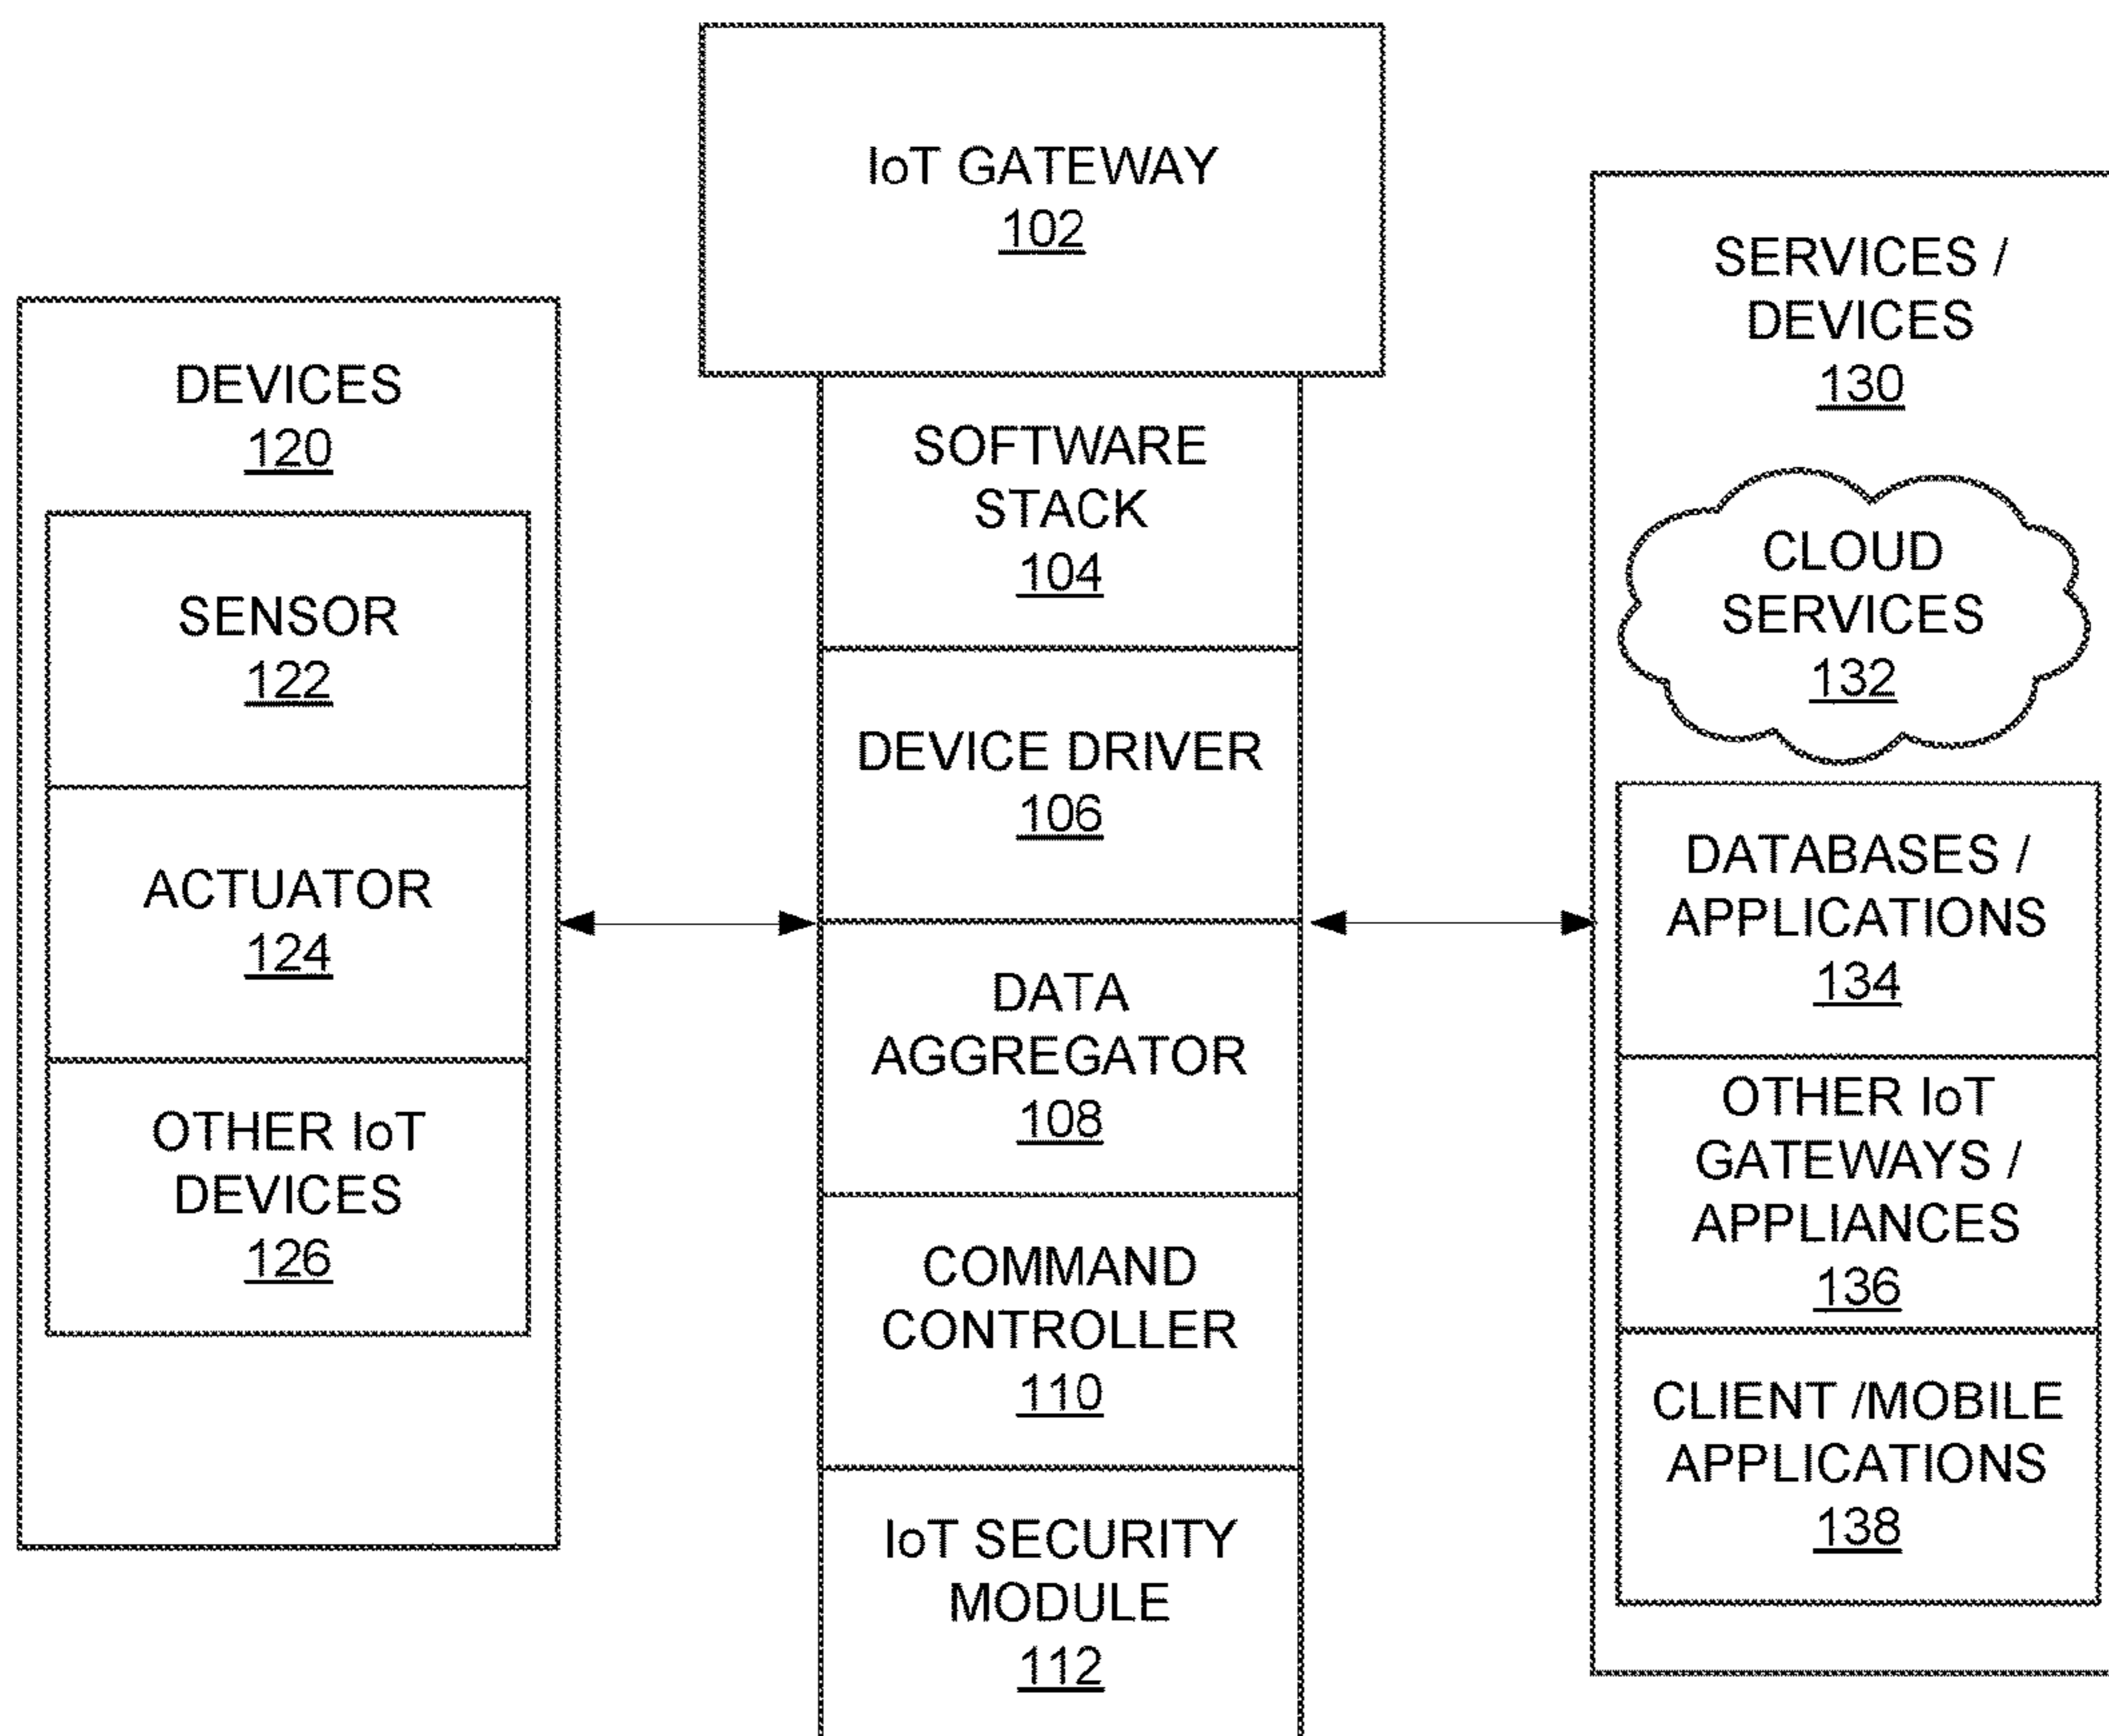 IoT GATEWAY
102
DEVICES
120
SENSOR
122
ACTUATOR
124
OTHER IoT
DEVICES
126
SOFTWARE
STACK
104
DEVICE DRIVER
106
DATA
AGGREGATOR
108
COMMAND
CONTROLLER
110
IoT SECURITY
MODULE
112
SERVICES /
DEVICES
130
CLOUD
SERVICES
132
DATABASES /
APPLICATIONS
134
OTHER IoT
GATEWAYS /
APPLIANCES
136
CLIENT /MOBILE
APPLICATIONS
138